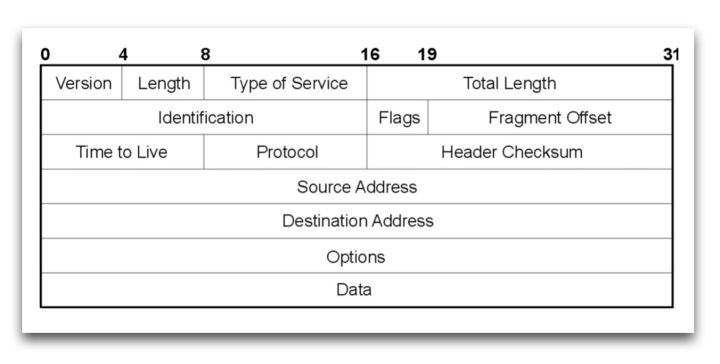 0 4 8 16 19 31
Version Length Type of Service Total Length
Identification Flags Fragment Offset
Time to Live Protocol Header Checksum
Source Address
Destination Address
Options
Data